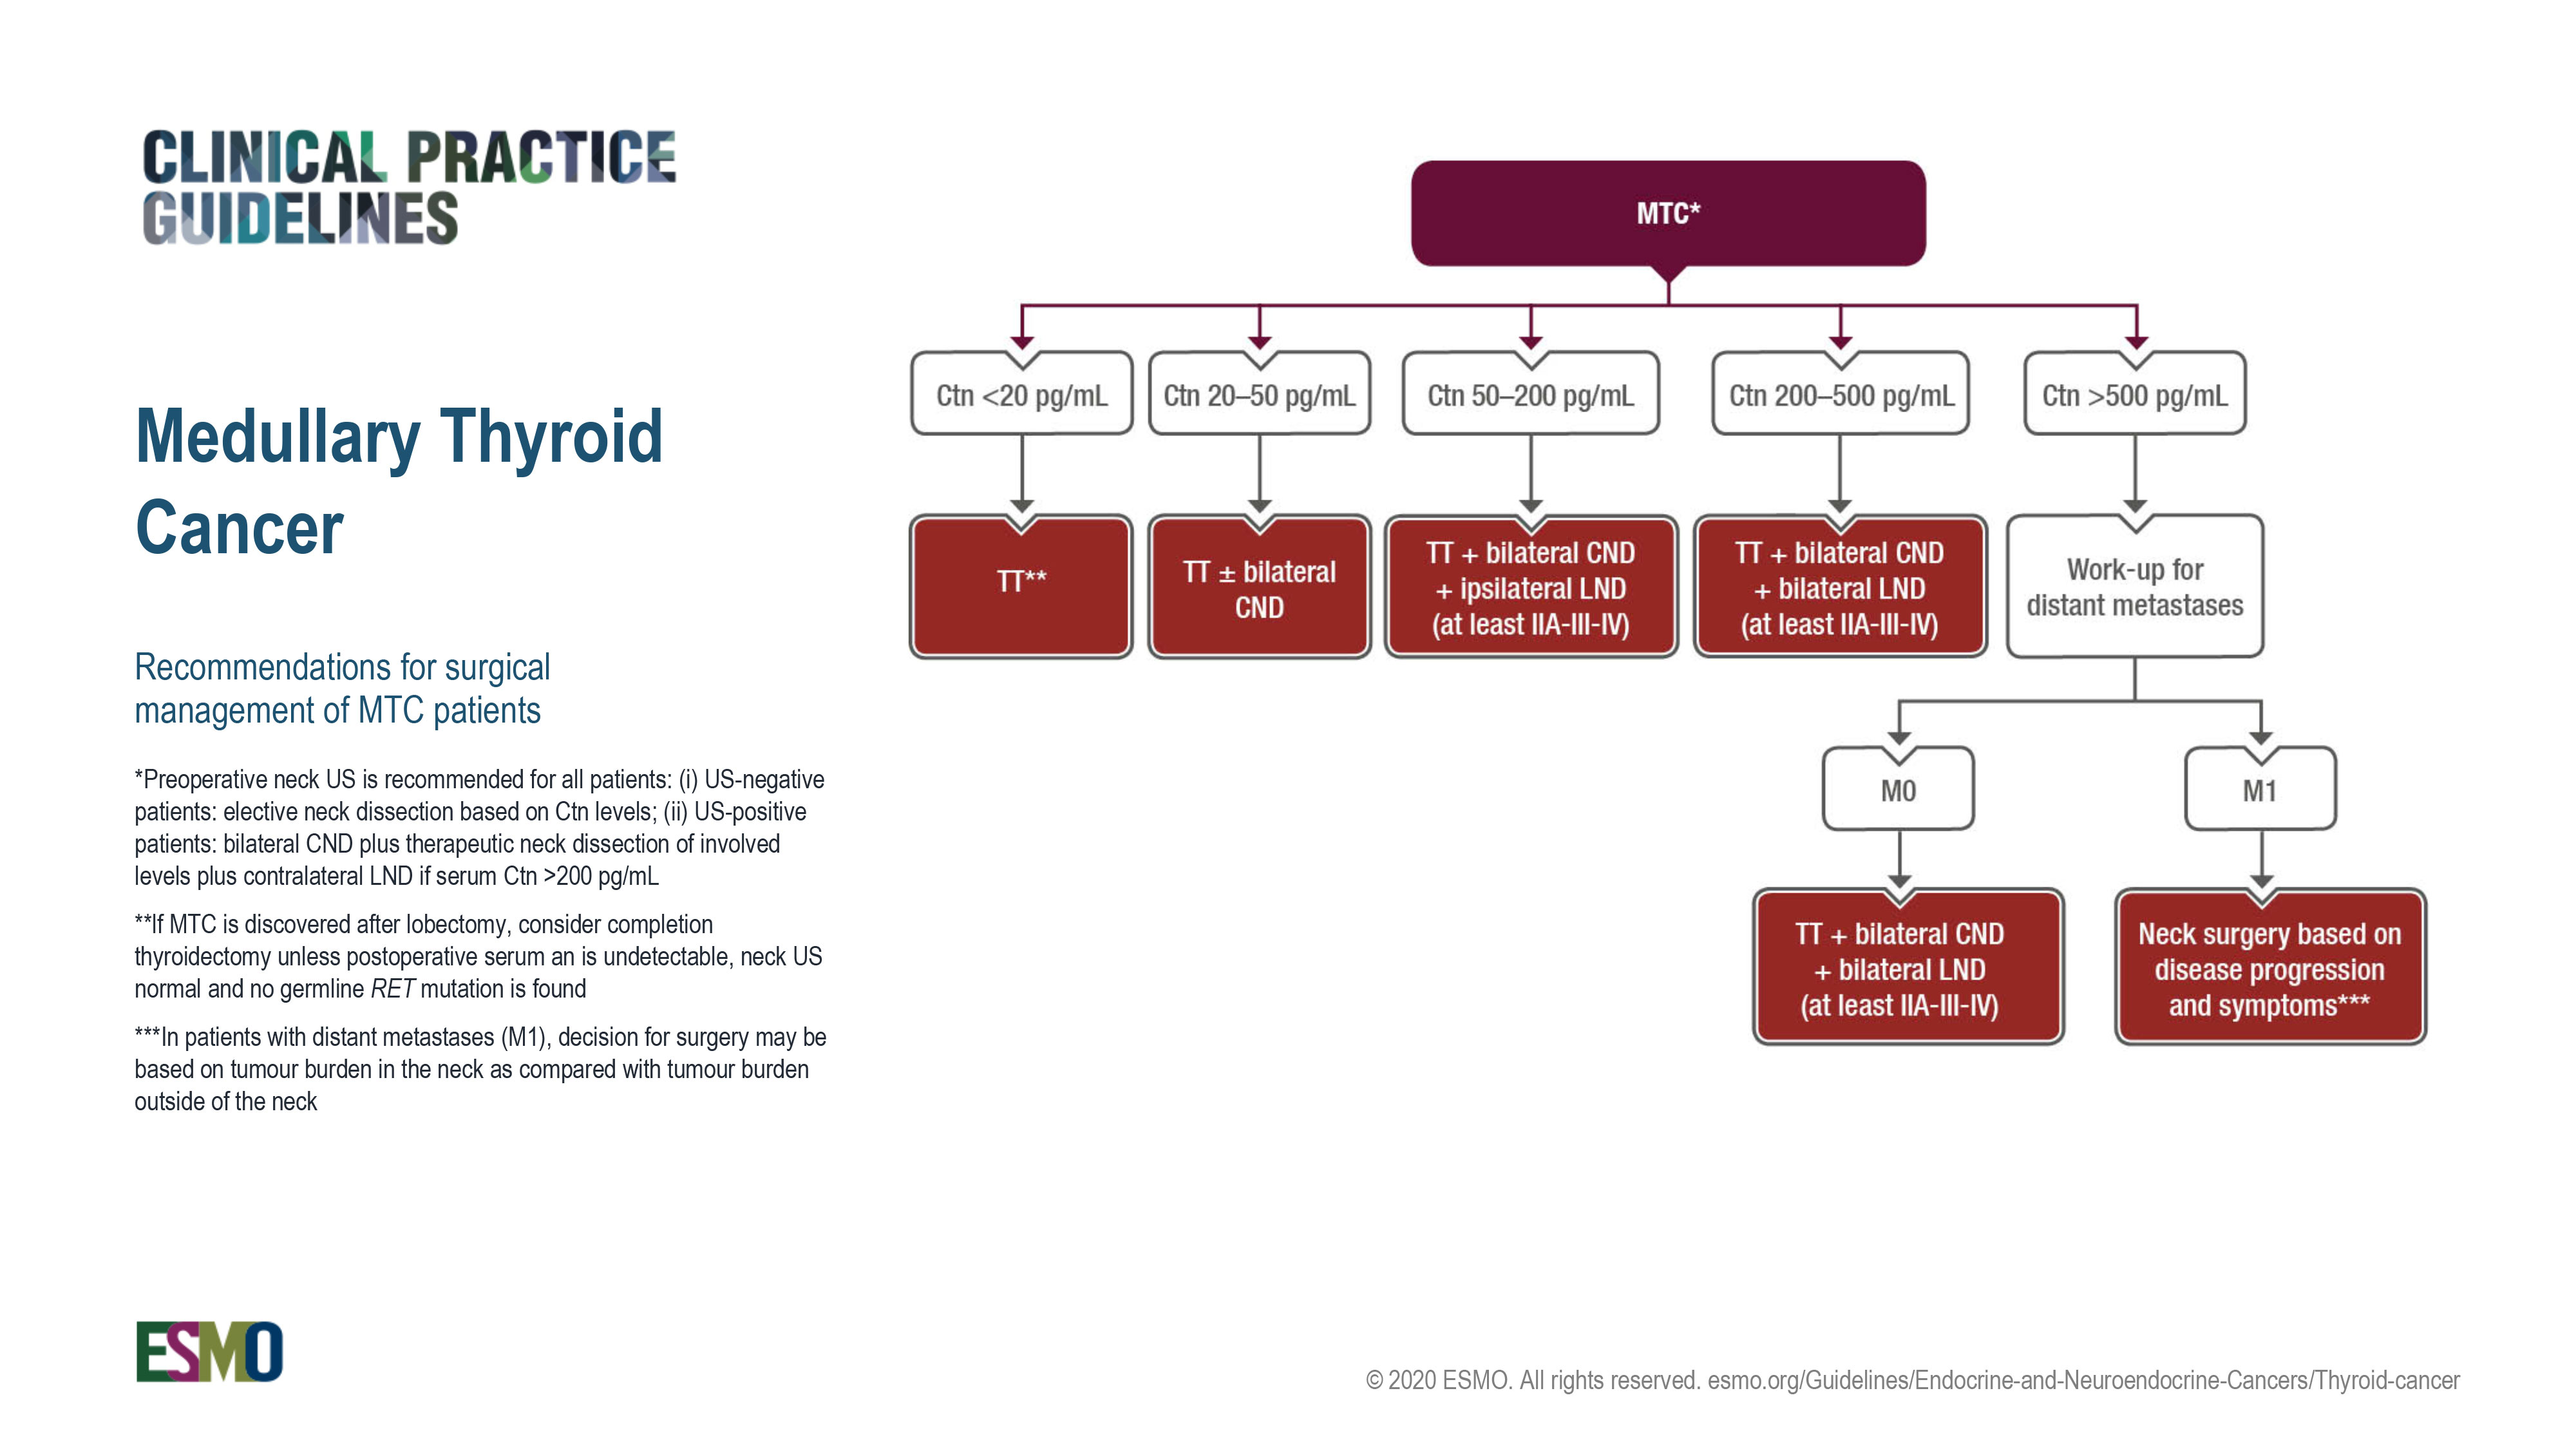 CLINICAL PRACTICE
GUIDELINES
Medullary Thyroid
Cancer
Recommendations for surgical
management of MTC patients
*Preoperative neck US is recommended for all patients: (i) US-negative
patients: elective neck dissection based on Ctn levels; (ii) US-positive
patients: bilateral CND plus therapeutic neck dissection of involved
levels plus contralateral LND if serum Ctn >200 pg/mL
**If MTC is discovered after lobectomy, consider completion
thyroidectomy unless postoperative serum an is undetectable, neck US
normal and no germline RET mutation is found
***In patients with distant metastases (M1), decision for surgery may be
based on tumour burden in the neck as compared with tumour burden
outside of the neck
MTC*
Ctn <20 pg/mL
Ctn 20–50 pg/mL
Ctn 50–200 pg/mL
Ctn 200–500 pg/mL
Ctn >500 pg/mL
TT**
TT ± bilateral
CND
TT + bilateral CND
+ ipsilateral LND
(at least IIA-III-IV)
TT + bilateral CND
+ bilateral LND
(at least IIA-III-IV)
Work-up for
distant metastases
M0
M1
TT + bilateral CND
+ bilateral LND
(at least IIA-III-IV)
Neck surgery based on
disease progression
and symptoms***
ESMO
© 2020 ESMO. All rights reserved. esmo.org/Guidelines/Endocrine-and-Neuroendocrine-Cancers/Thyroid-cancer